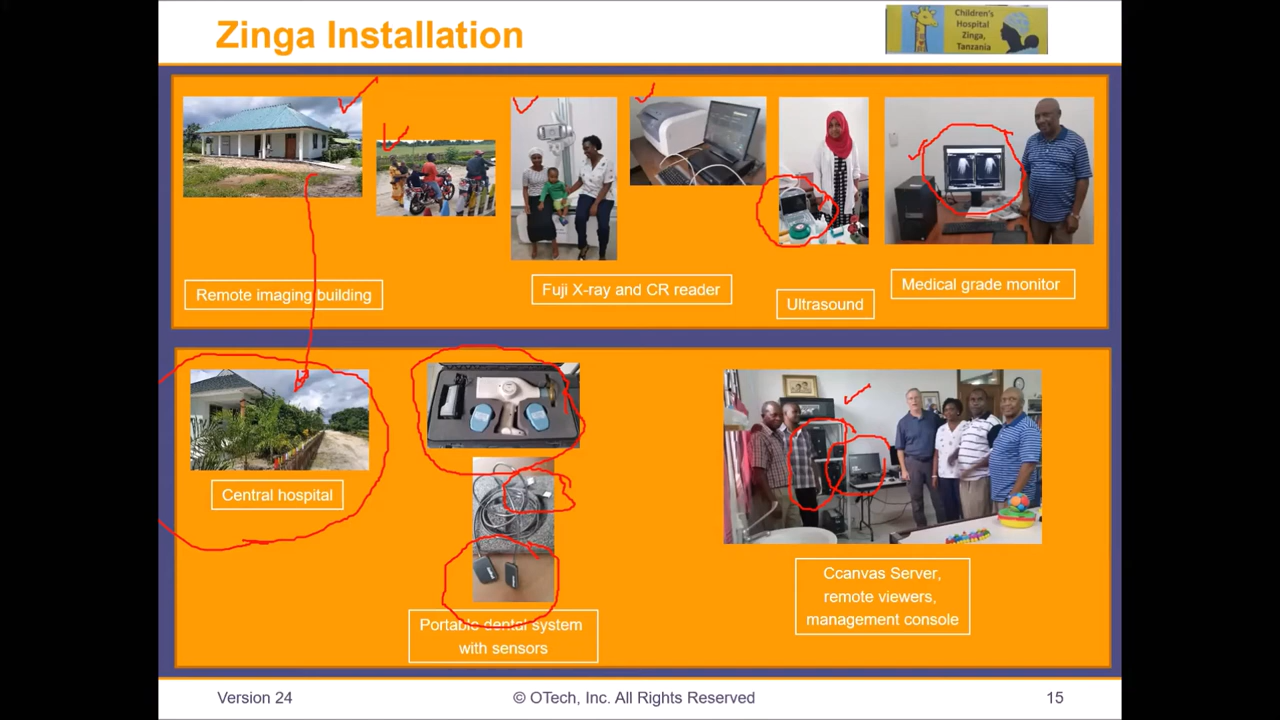 Zinga Installation
Children's
Hospital
Zinga,
Tanzania
Remote imaging building
Fuji X-ray and CR reader
Ultrasound
Medical grade monitor
Central hospital
Portable dental system
with sensors
Ccanvas Server,
remote viewers,
management console
Version 24
© OTech, Inc. All Rights Reserved
15